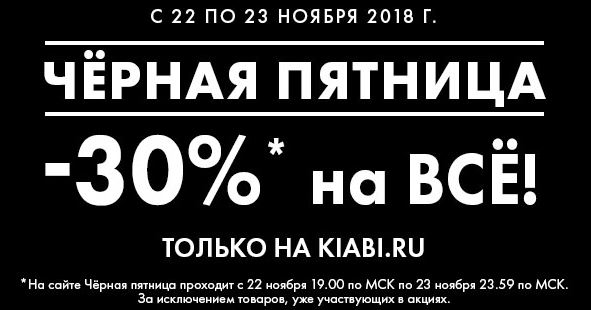 С 22 ПО 23 НОЯБРЯ 2018 Г.
ЧЁРНАЯ ПЯТНИЦА
-30%* на ВСЁ!
ТОЛЬКО НА KIABI.RU
*На сайте Чёрная пятница проходит с 22 ноября 19.00 по МСК по 23 ноября 23.59 по МСК.
За исключением товаров, уже участвующих в акциях.